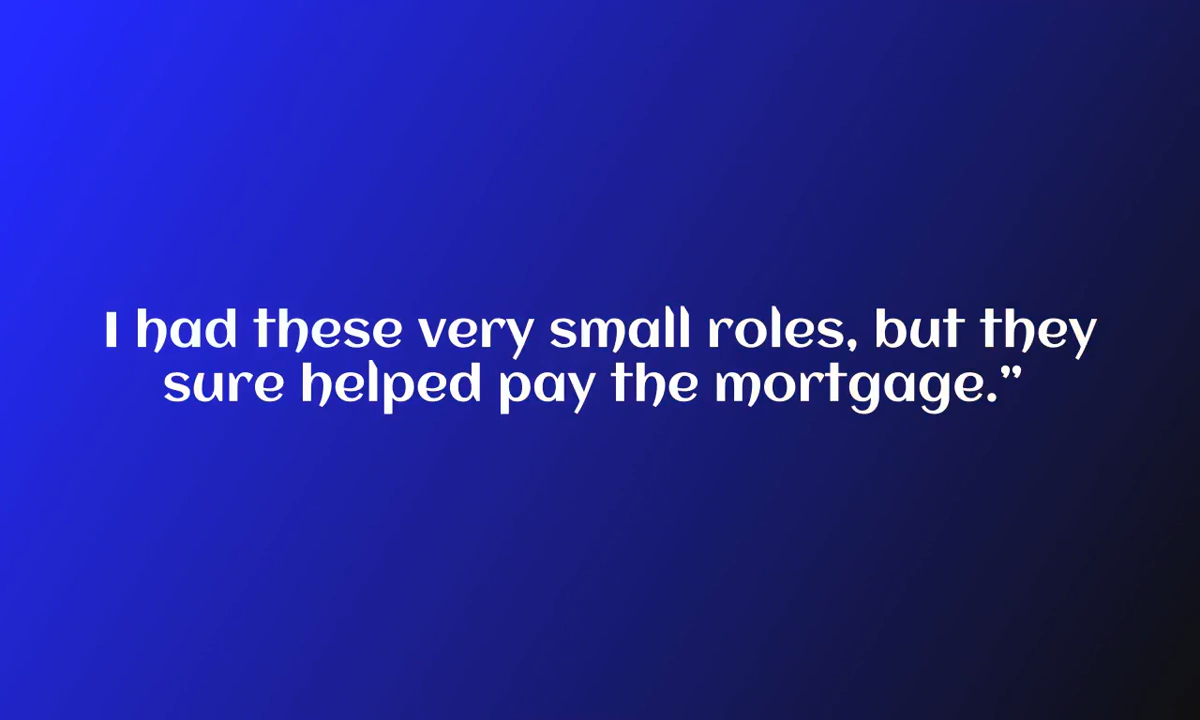 I had these very small roles, but they
sure helped pay the mortgage.”